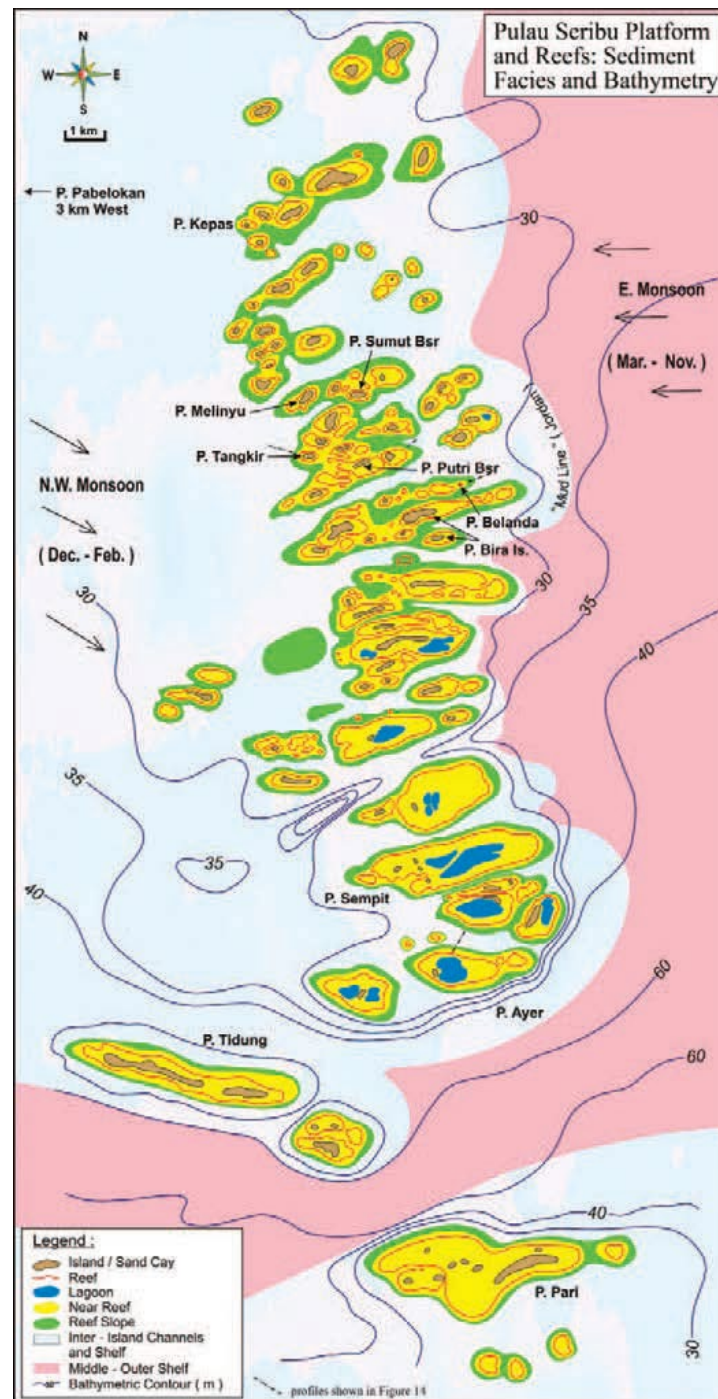 Pulau Seribu Platform
and Reefs: Sediment
Facies and Bathymetry
N
W E
S
1 km
P. Pabelokan
3 km West
P. Kepas
30
E. Monsoon
(Mar. - Nov.)
P. Sumut Bsr
P. Melinyu
"Mud Line" (Jordan)
P. Tangkir
P. Putri Bsr
N.W. Monsoon
P. Belanda
P. Bira Is.
(Dec. - Feb.)
30
30
35
40
35
35
40
P. Sempit
60
P. Ayer
P. Tidung
60
40
P. Pari
30
Legend :
Island / Sand Cay
Reef
Lagoon
Near Reef
Reef Slope
Inter - Island Channels
and Shelf
Middle - Outer Shelf
Bathymetric Contour ( m )
profiles shown in Figure 14